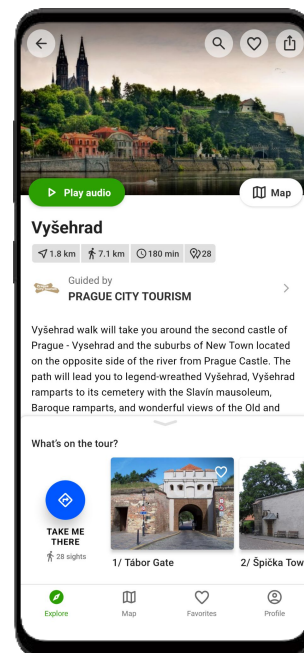 Play audio
Map
Vyšehrad
1.8 km 7.1 km 180 min 28
Guided by
PRAGUE CITY TOURISM
Vyšehrad walk will take you around the second castle of
Prague - Vysehrad and the suburbs of New Town located
on the opposite side of the river from Prague Castle. The
path will lead you to legend-wreathed Vyšehrad, Vyšehrad
ramparts to its cemetery with the Slavín mausoleum,
Baroque ramparts, and wonderful views of the Old and
What's on the tour?
TAKE ME
THERE
28 sights
1/ Tábor Gate
2/ Špička Tow
Explore Map Favorites Profile